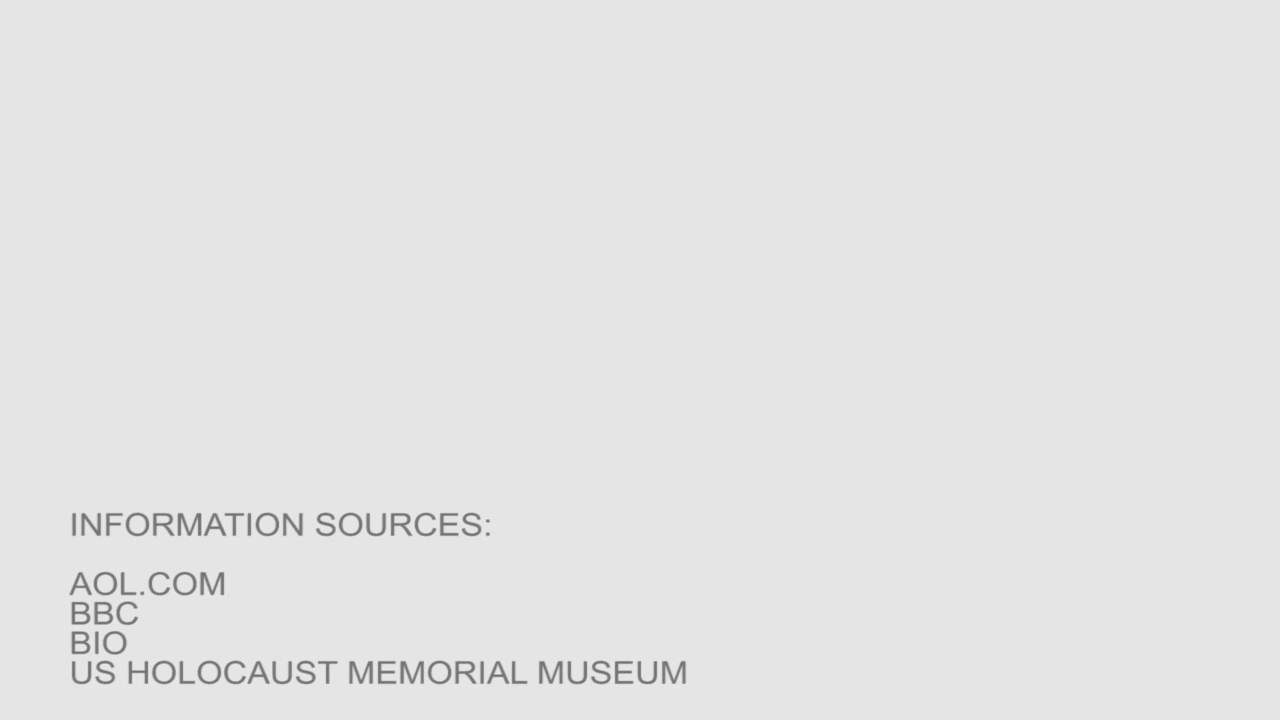 INFORMATION SOURCES:
AOL.COM
BBC
BIO
US HOLOCAUST MEMORIAL MUSEUM